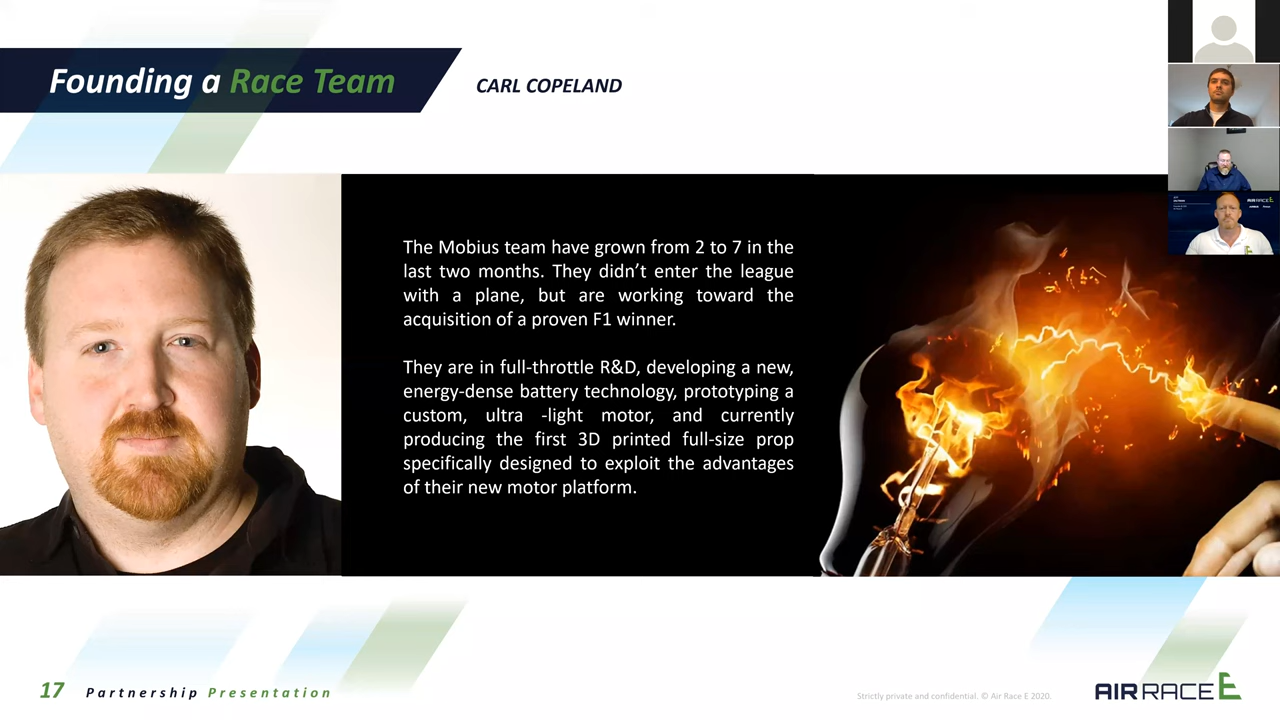 Founding a Race Team
CARL COPELAND
AIR RACE E
The Mobius team have grown from 2 to 7 in the
last two months. They didn’t enter the league
with a plane, but are working toward the
acquisition of a proven F1 winner.
They are in full-throttle R&D, developing a new,
energy-dense battery technology, prototyping a
custom, ultra -light motor, and currently
producing the first 3D printed full-size prop
specifically designed to exploit the advantages
of their new motor platform.
17 Partnership Presentation
Strictly private and confidential. © Air Race E 2020.
AIR RACE E